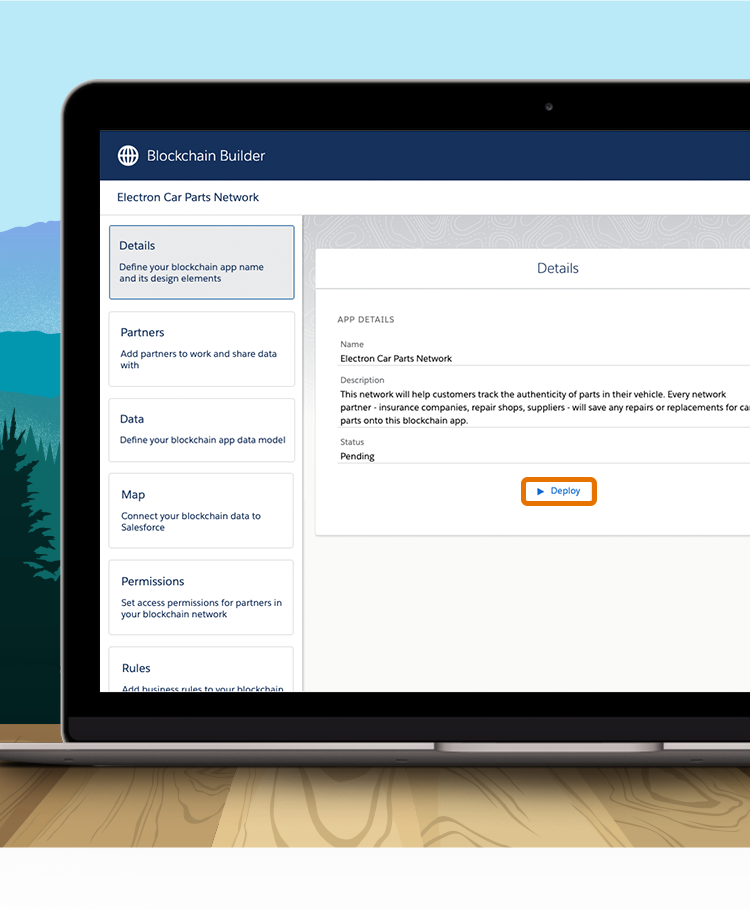 Blockchain Builder
Electron Car Parts Network
Details
Define your blockchain app name
and its design elements
Partners
Add partners to work and share data
with
Data
Define your blockchain app data model
Map
Connect your blockchain data to
Salesforce
Permissions
Set access permissions for partners in
your blockchain network
Rules
Add business rules to your blockchain
Details
APP DETAILS
Name
Electron Car Parts Network
Description
This network will help customers track the authenticity of parts in their vehicle. Every network
partner - insurance companies, repair shops, suppliers - will save any repairs or replacements for ca
parts onto this blockchain app.
Status
Pending
Deploy